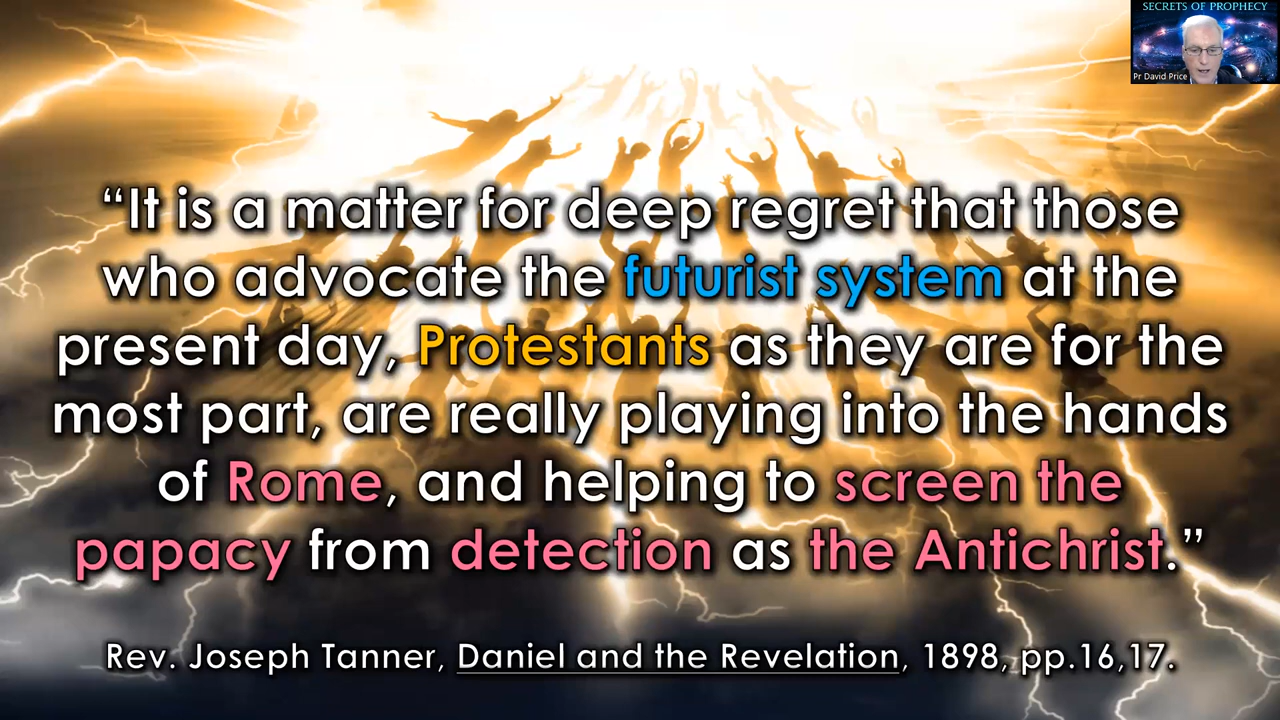 SECRETS OF PROPHECY
Pr David Price
“It is a matter for deep regret that those
who advocate the futurist system at the
present day, Protestants as they are for the
most part, are really playing into the hands
of Rome, and helping to screen the
papacy from detection as the Antichrist.”
Rev. Joseph Tanner, Daniel and the Revelation, 1898, pp.16,17.